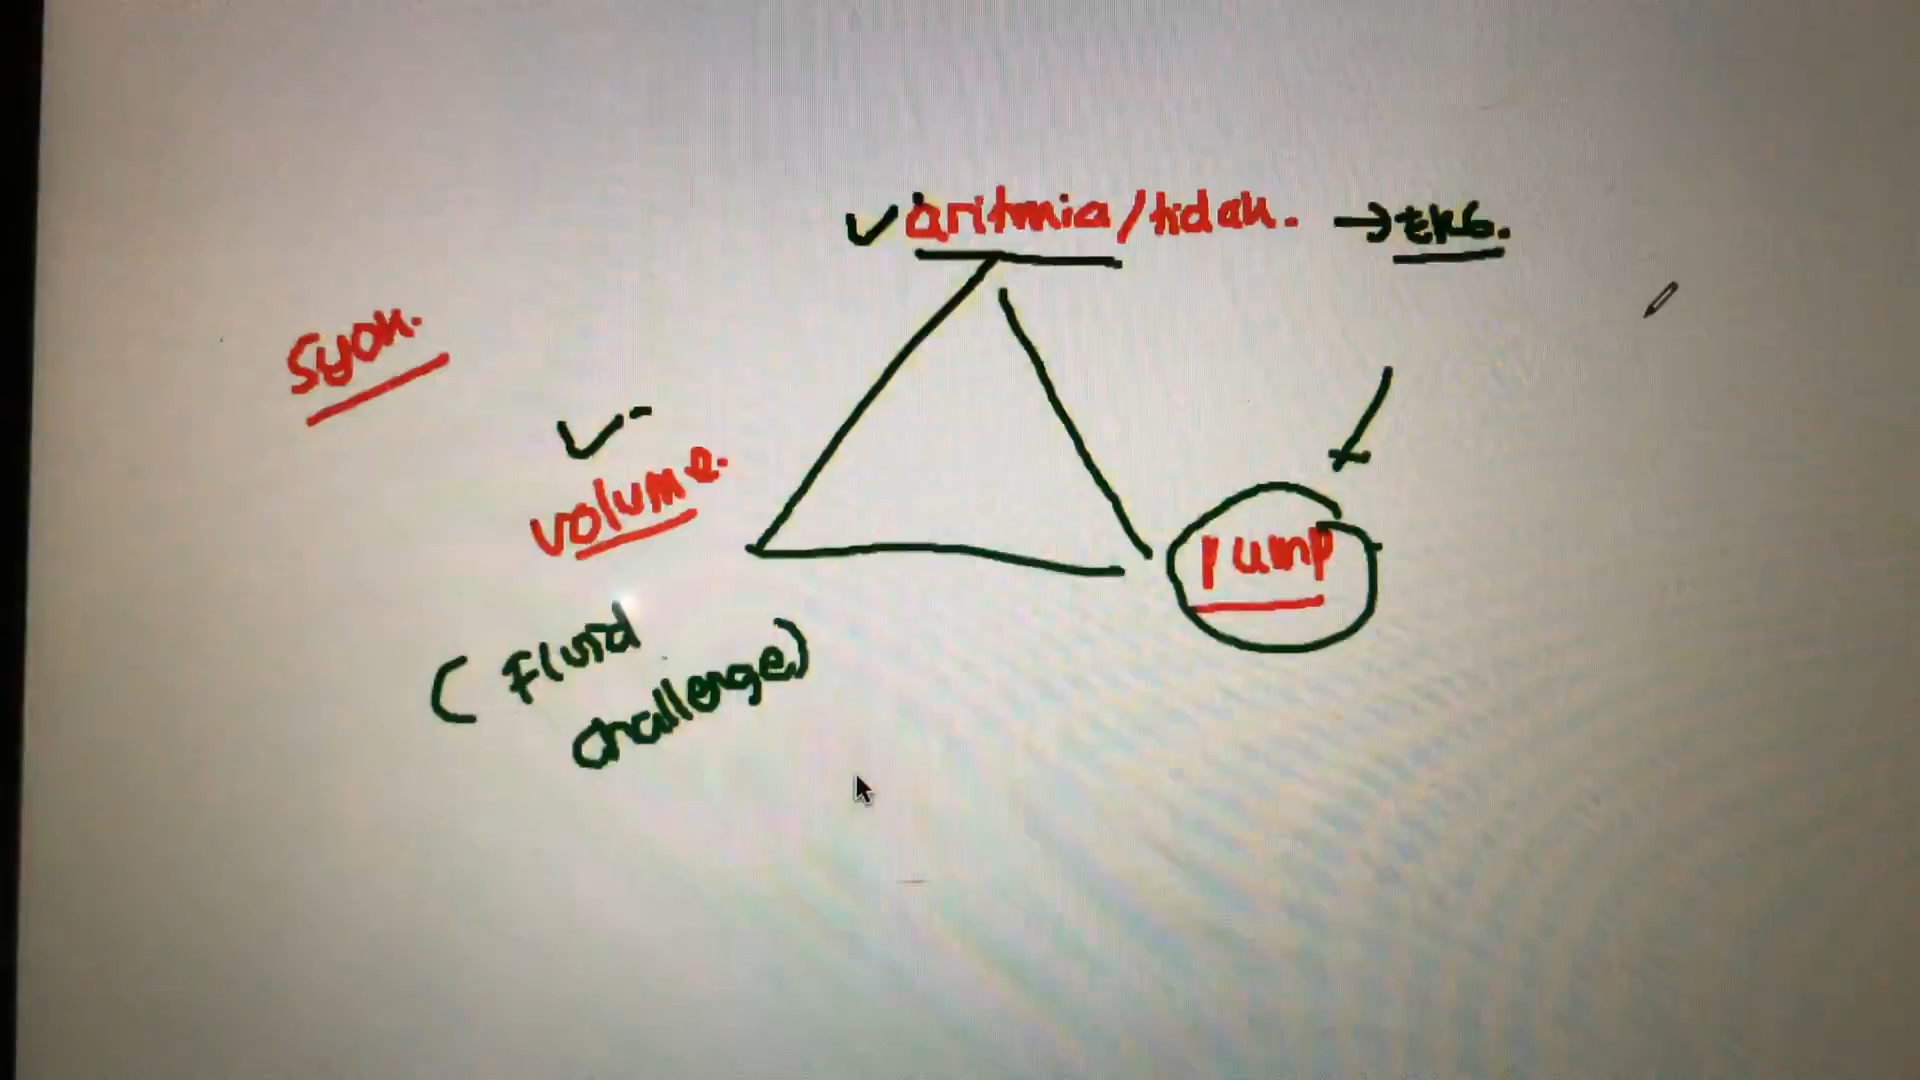 aritmia/tidak. → EKG.
syok.
volume.
pump
(Fluid
challenge)